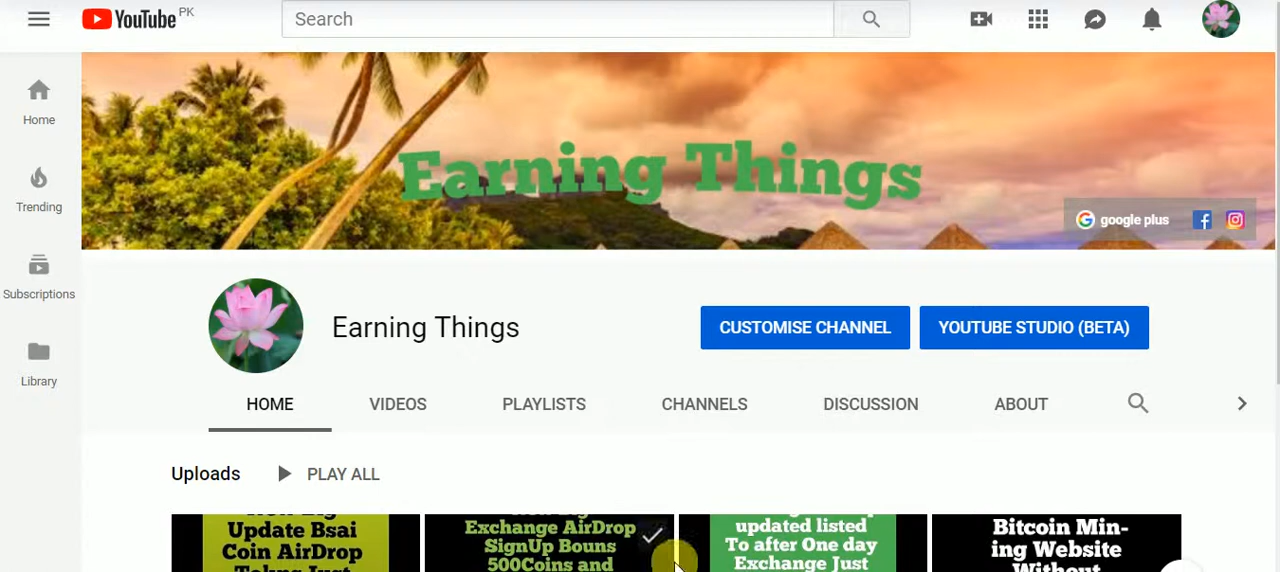 YouTube PK
Search
Home
Trending
Subscriptions
Library
Earning Things
google plus
Earning Things
CUSTOMISE CHANNEL
YOUTUBE STUDIO (BETA)
HOME VIDEOS PLAYLISTS CHANNELS DISCUSSION ABOUT
Uploads PLAY ALL
Update Bsai
Coin AirDrop
Exchange AirDrop
SignUp Bouns
500Coins and
updated listed
To after One day
Exchange Just
Bitcoin Min-
ing Website
Without